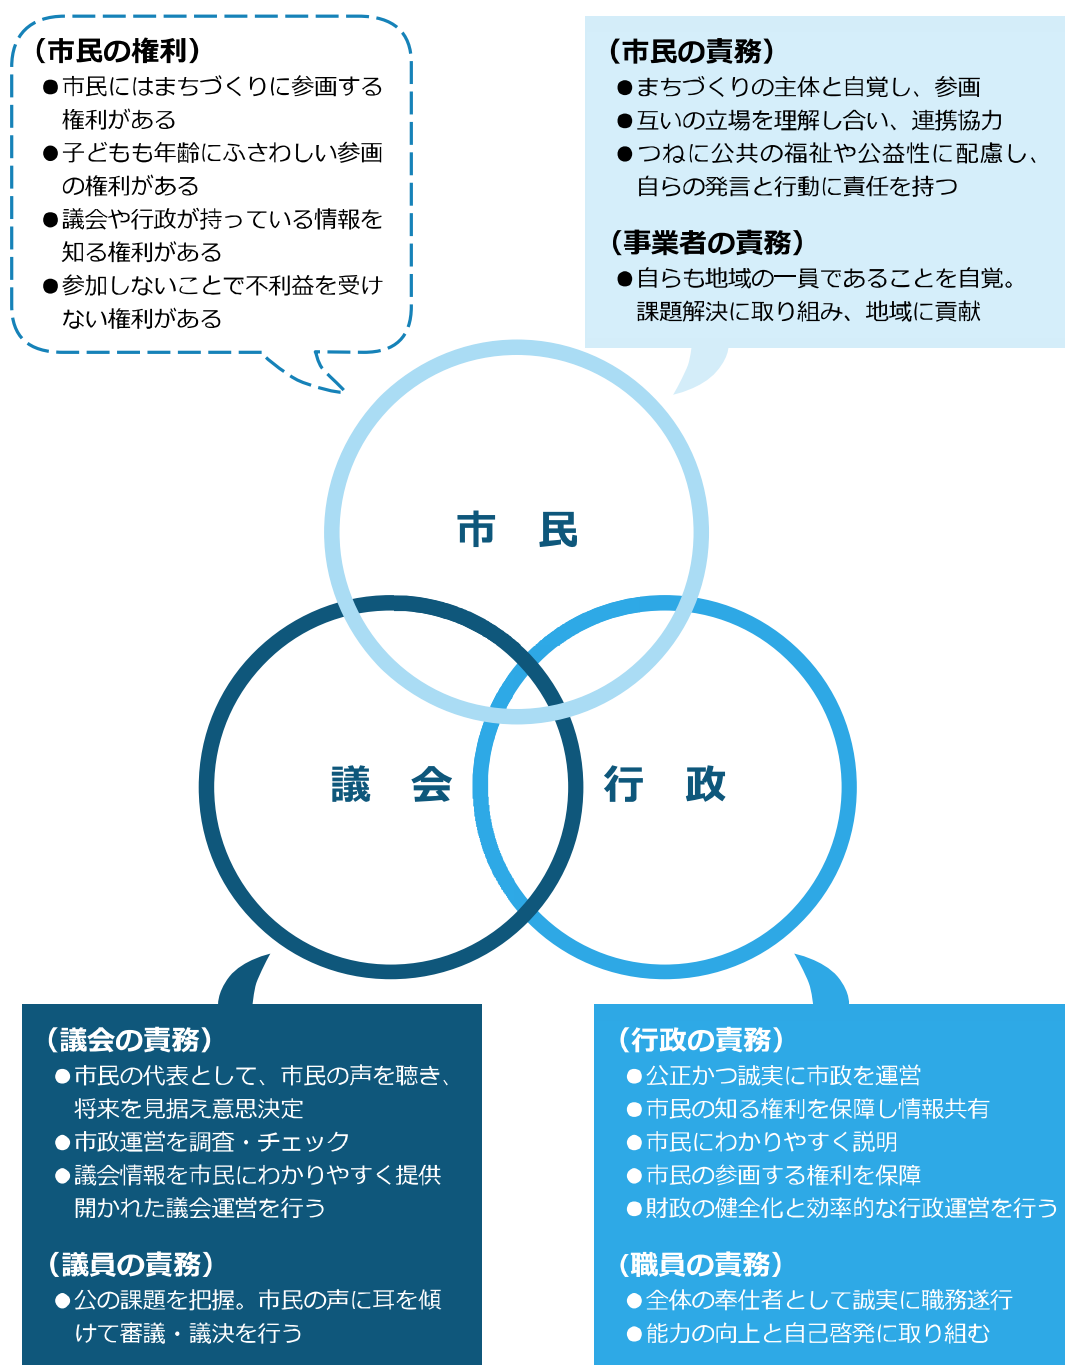 （市民の権利）
●市民にはまちづくりに参画する
権利がある
●子どもも年齢にふさわしい参画
の権利がある
●議会や行政が持っている情報を
知る権利がある
●参加しないことで不利益を受け
ない権利がある
（市民の責務）
●まちづくりの主体と自覚し、参画
●互いの立場を理解し合い、連携協力
●つねに公共の福祉や公益性に配慮し、
自らの発言と行動に責任を持つ
（事業者の責務）
●自らも地域の一員であることを自覚。
課題解決に取り組み、地域に貢献
市　民
議　会
行　政
（議会の責務）
●市民の代表として、市民の声を聴き、
将来を見据え意思決定
●市政運営を調査・チェック
●議会情報を市民にわかりやすく提供
開かれた議会運営を行う
（議員の責務）
●公の課題を把握。市民の声に耳を傾
けて審議・議決を行う
（行政の責務）
●公正かつ誠実に市政を運営
●市民の知る権利を保障し情報共有
●市民にわかりやすく説明
●市民の参画する権利を保障
●財政の健全化と効率的な行政運営を行う
（職員の責務）
●全体の奉仕者として誠実に職務遂行
●能力の向上と自己啓発に取り組む